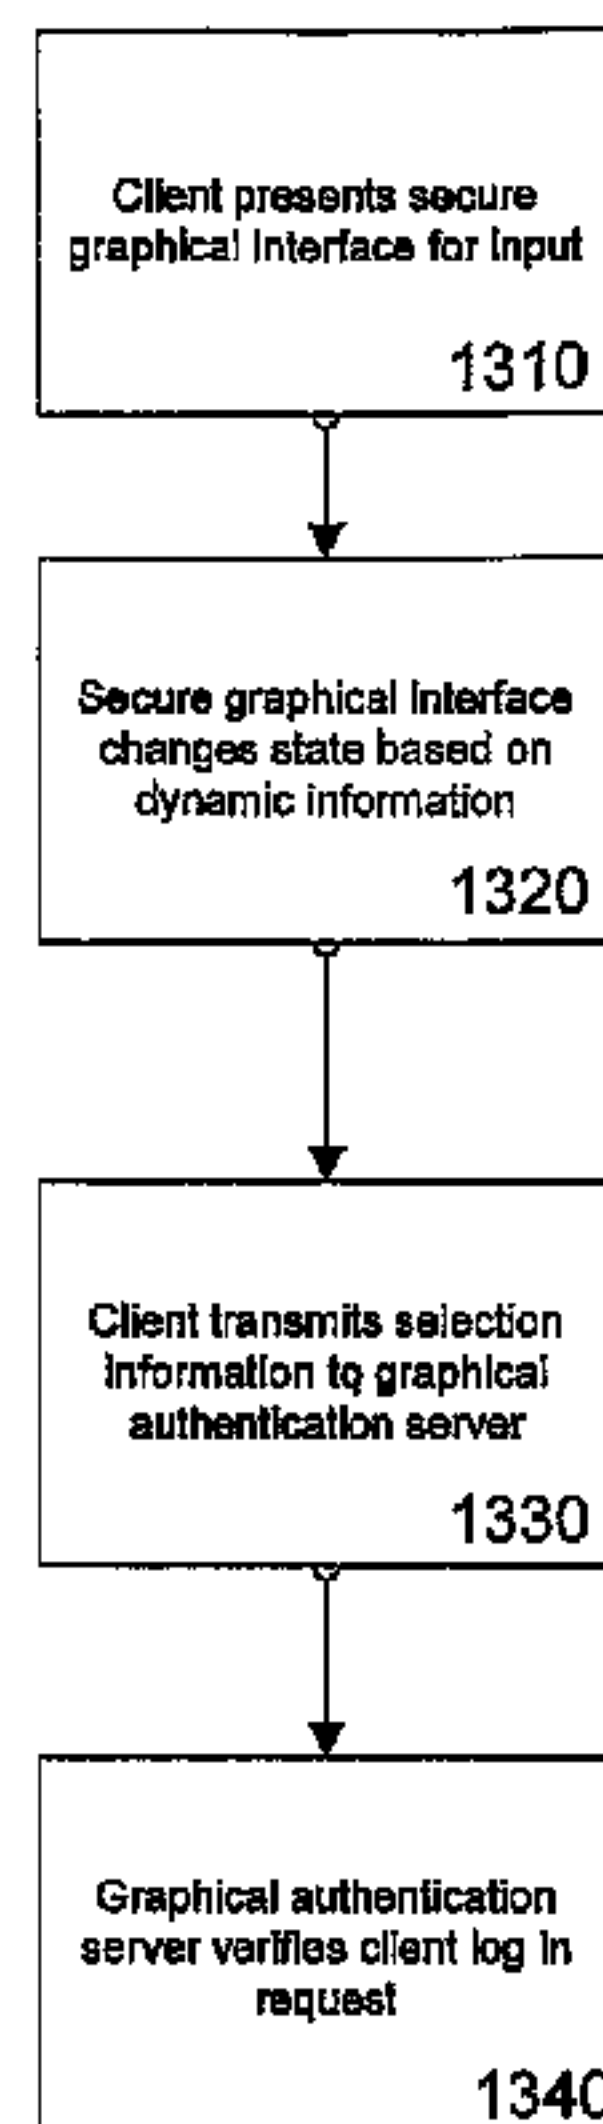 Client presents secure
graphical interface for input
1310
Secure graphical interface
changes state based on
dynamic information
1320
Client transmits selection
information to graphical
authentication server
1330
Graphical authentication
server verifies client log in
request
1340